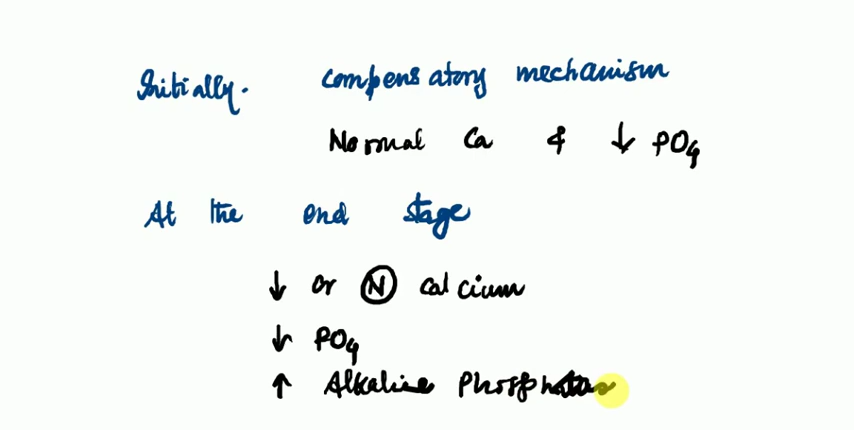 Initially. compensatory mechanism
Normal Ca & ↓ PO4
At the end stage
↓ or Ⓝ calcium
↓ PO4
↑ Alkaline Phosphatase